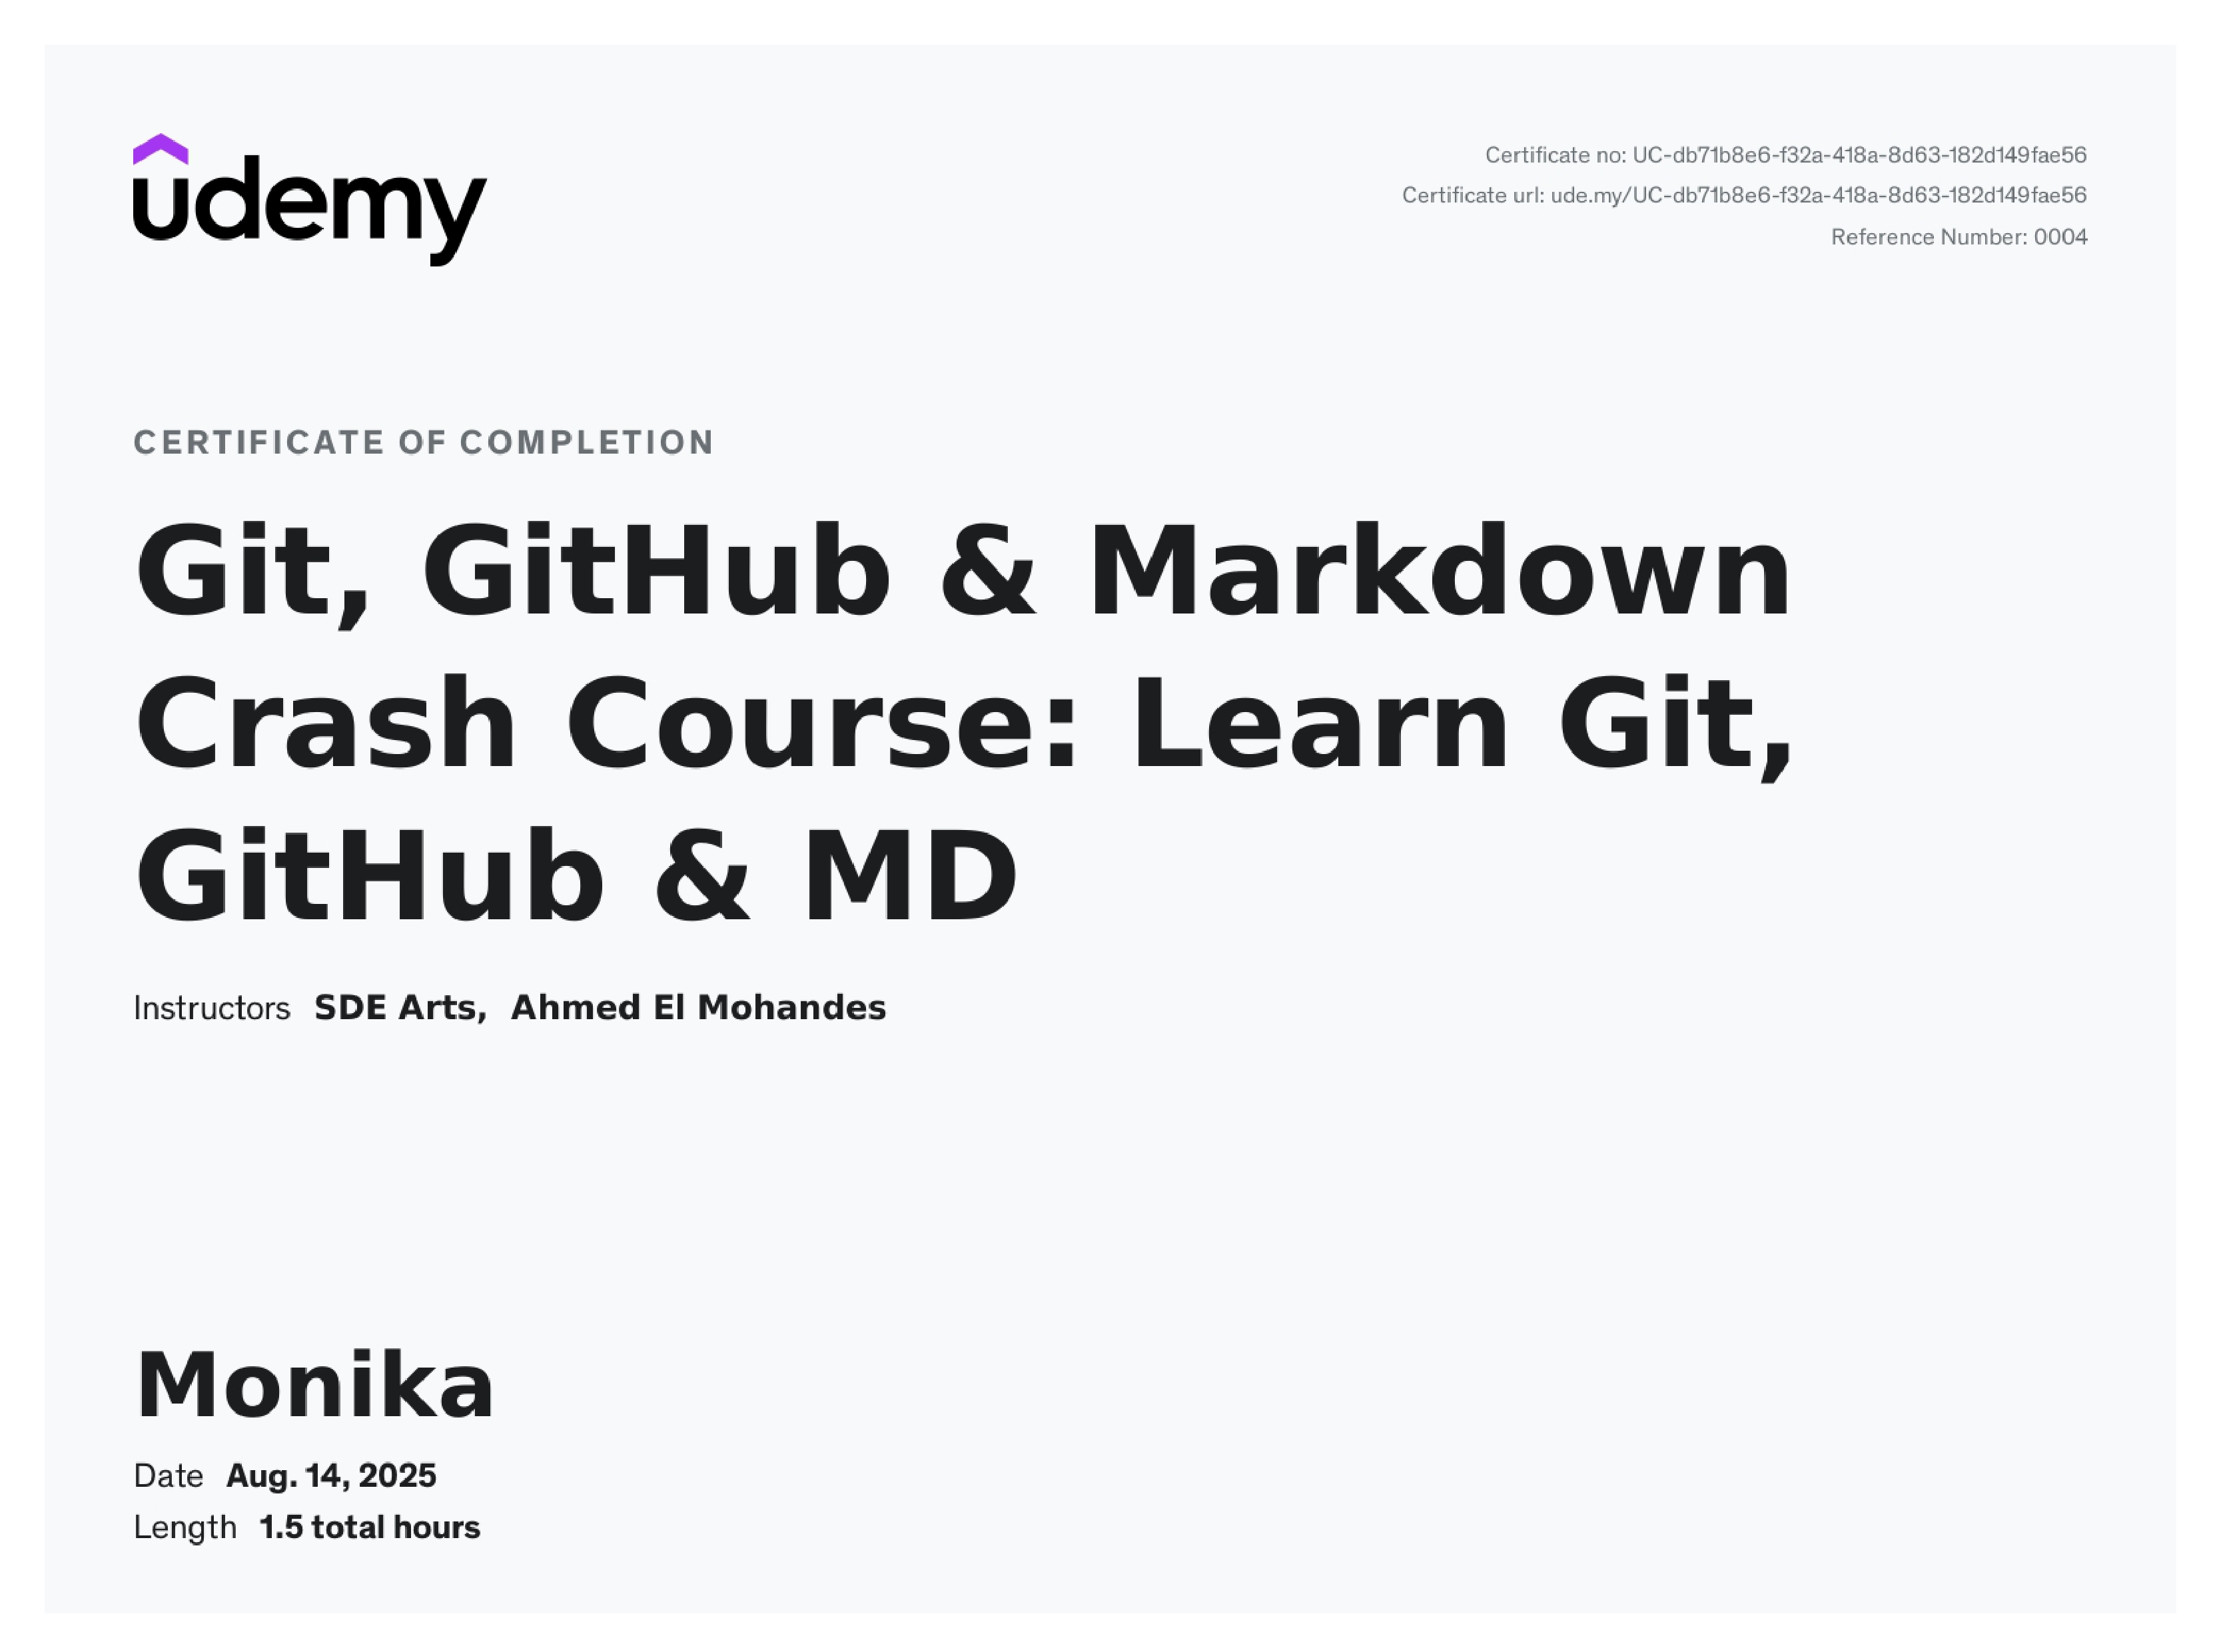 udemy
Certificate no: UC-db71b8e6-f32a-418a-8d63-182d149fae56
Certificate url: ude.my/UC-db71b8e6-f32a-418a-8d63-182d149fae56
Reference Number: 0004
CERTIFICATE OF COMPLETION
Git, GitHub & Markdown
Crash Course: Learn Git,
GitHub & MD
Instructors SDE Arts, Ahmed El Mohandes
Monika
Date Aug. 14, 2025
Length 1.5 total hours